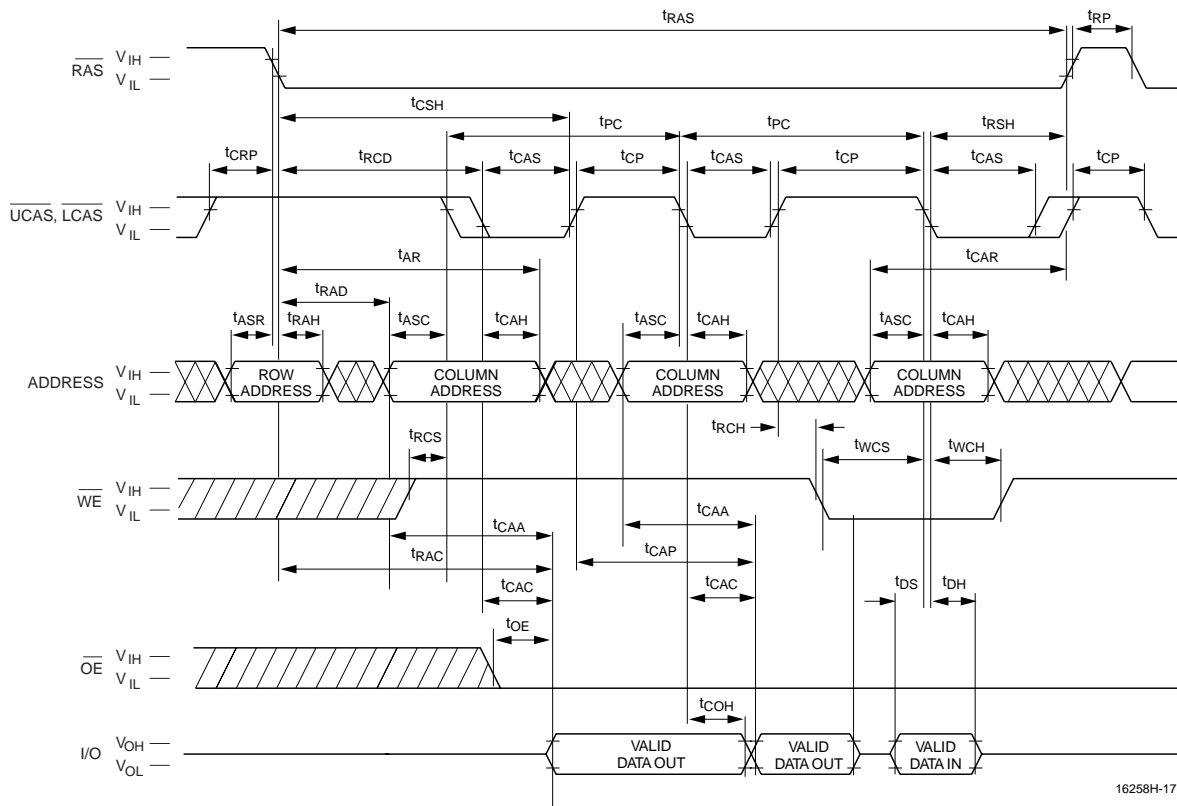 tRAS tRP
RAS VIH
VIL
tCSH
tPC tPC tRSH
tCRP tRCD tCAS tCP tCAS tCP tCAS tCP
UCAS, LCAS VIH
VIL
tAR tCAR
tRAD
tASR tRAH tASC tCAH tASC tCAH tASC tCAH
ADDRESS VIH
VIL
ROW
ADDRESS
COLUMN
ADDRESS
COLUMN
ADDRESS
COLUMN
ADDRESS
tRCH
tRCS tWCS tWCH
WE VIH
VIL
tCAA tCAA
tRAC tCAP
tCAC tCAC tDS tDH
tOE
OE VIH
VIL
tCOH
I/O VOH
VOL
VALID
DATA OUT
VALID
DATA OUT
VALID
DATA IN
16258H-17